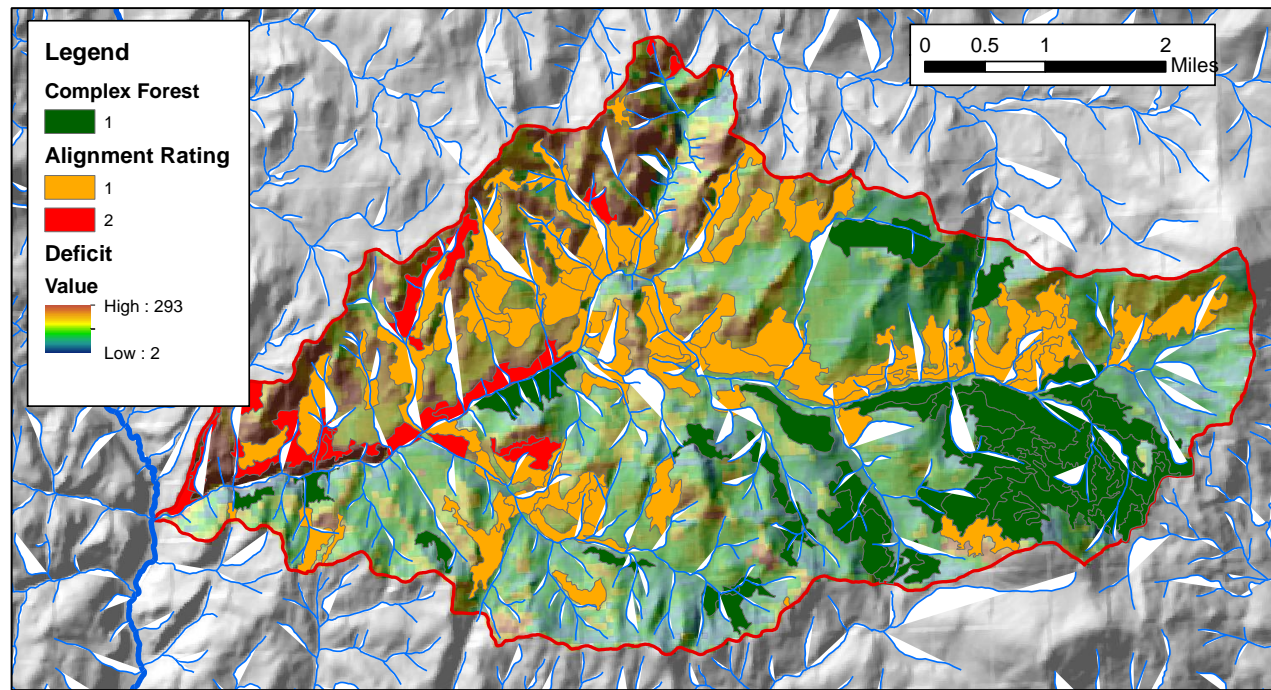 Legend
Complex Forest
1
Alignment Rating
1
2
Deficit
Value
High : 293
Low : 2
0 0.5 1 2
Miles